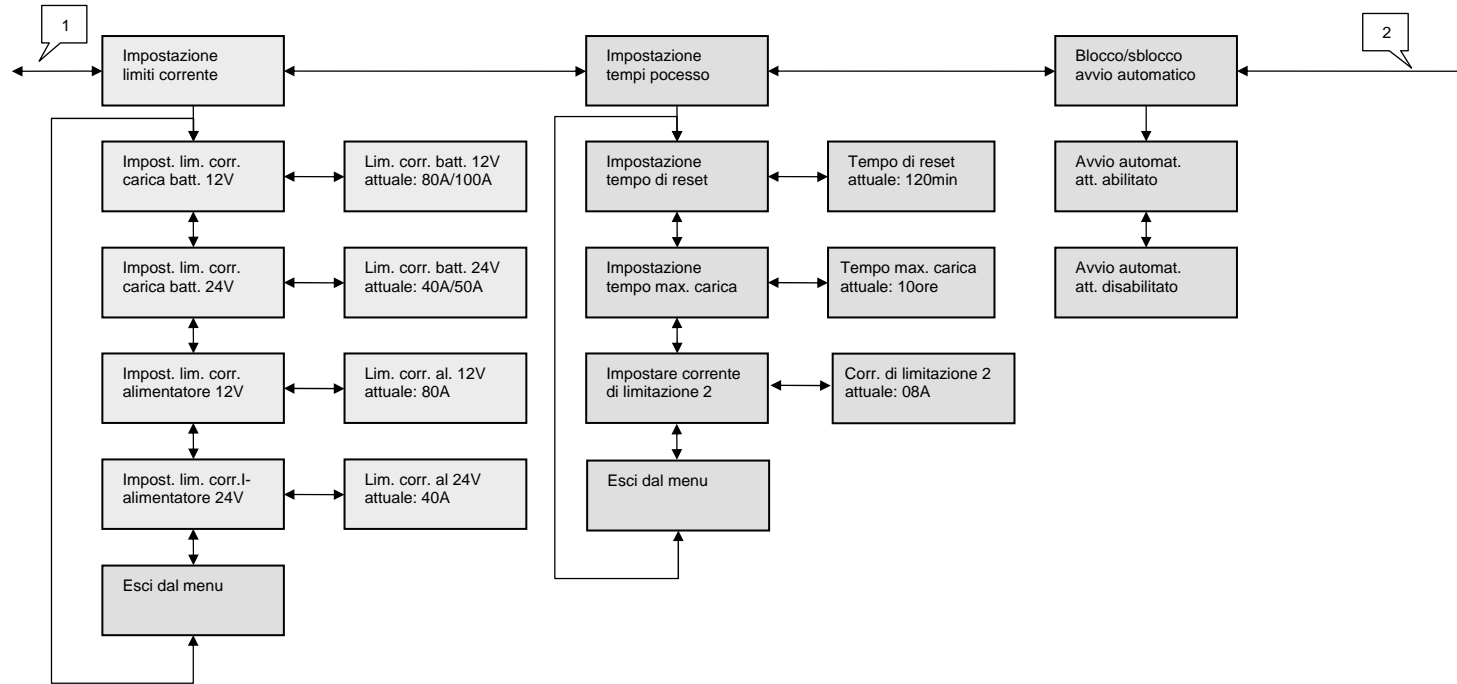 1
Impostazione
limiti corrente
Impostazione
tempi pocesso
Blocco/sblocco
avvio automatico
2
Impost. lim. corr.
carica batt. 12V
Lim. corr. batt. 12V
attuale: 80A/100A
Impostazione
tempo di reset
Tempo di reset
attuale: 120min
Avvio automat.
att. abilitato
Impost. lim. corr.
carica batt. 24V
Lim. corr. batt. 24V
attuale: 40A/50A
Impostazione
tempo max. carica
Tempo max. carica
attuale: 10ore
Avvio automat.
att. disabilitato
Impost. lim. corr.
alimentatore 12V
Lim. corr. al. 12V
attuale: 80A
Impostare corrente
di limitazione 2
Corr. di limitazione 2
attuale: 08A
Impost. lim. corr.I-
alimentatore 24V
Lim. corr. al 24V
attuale: 40A
Esci dal menu
Esci dal menu